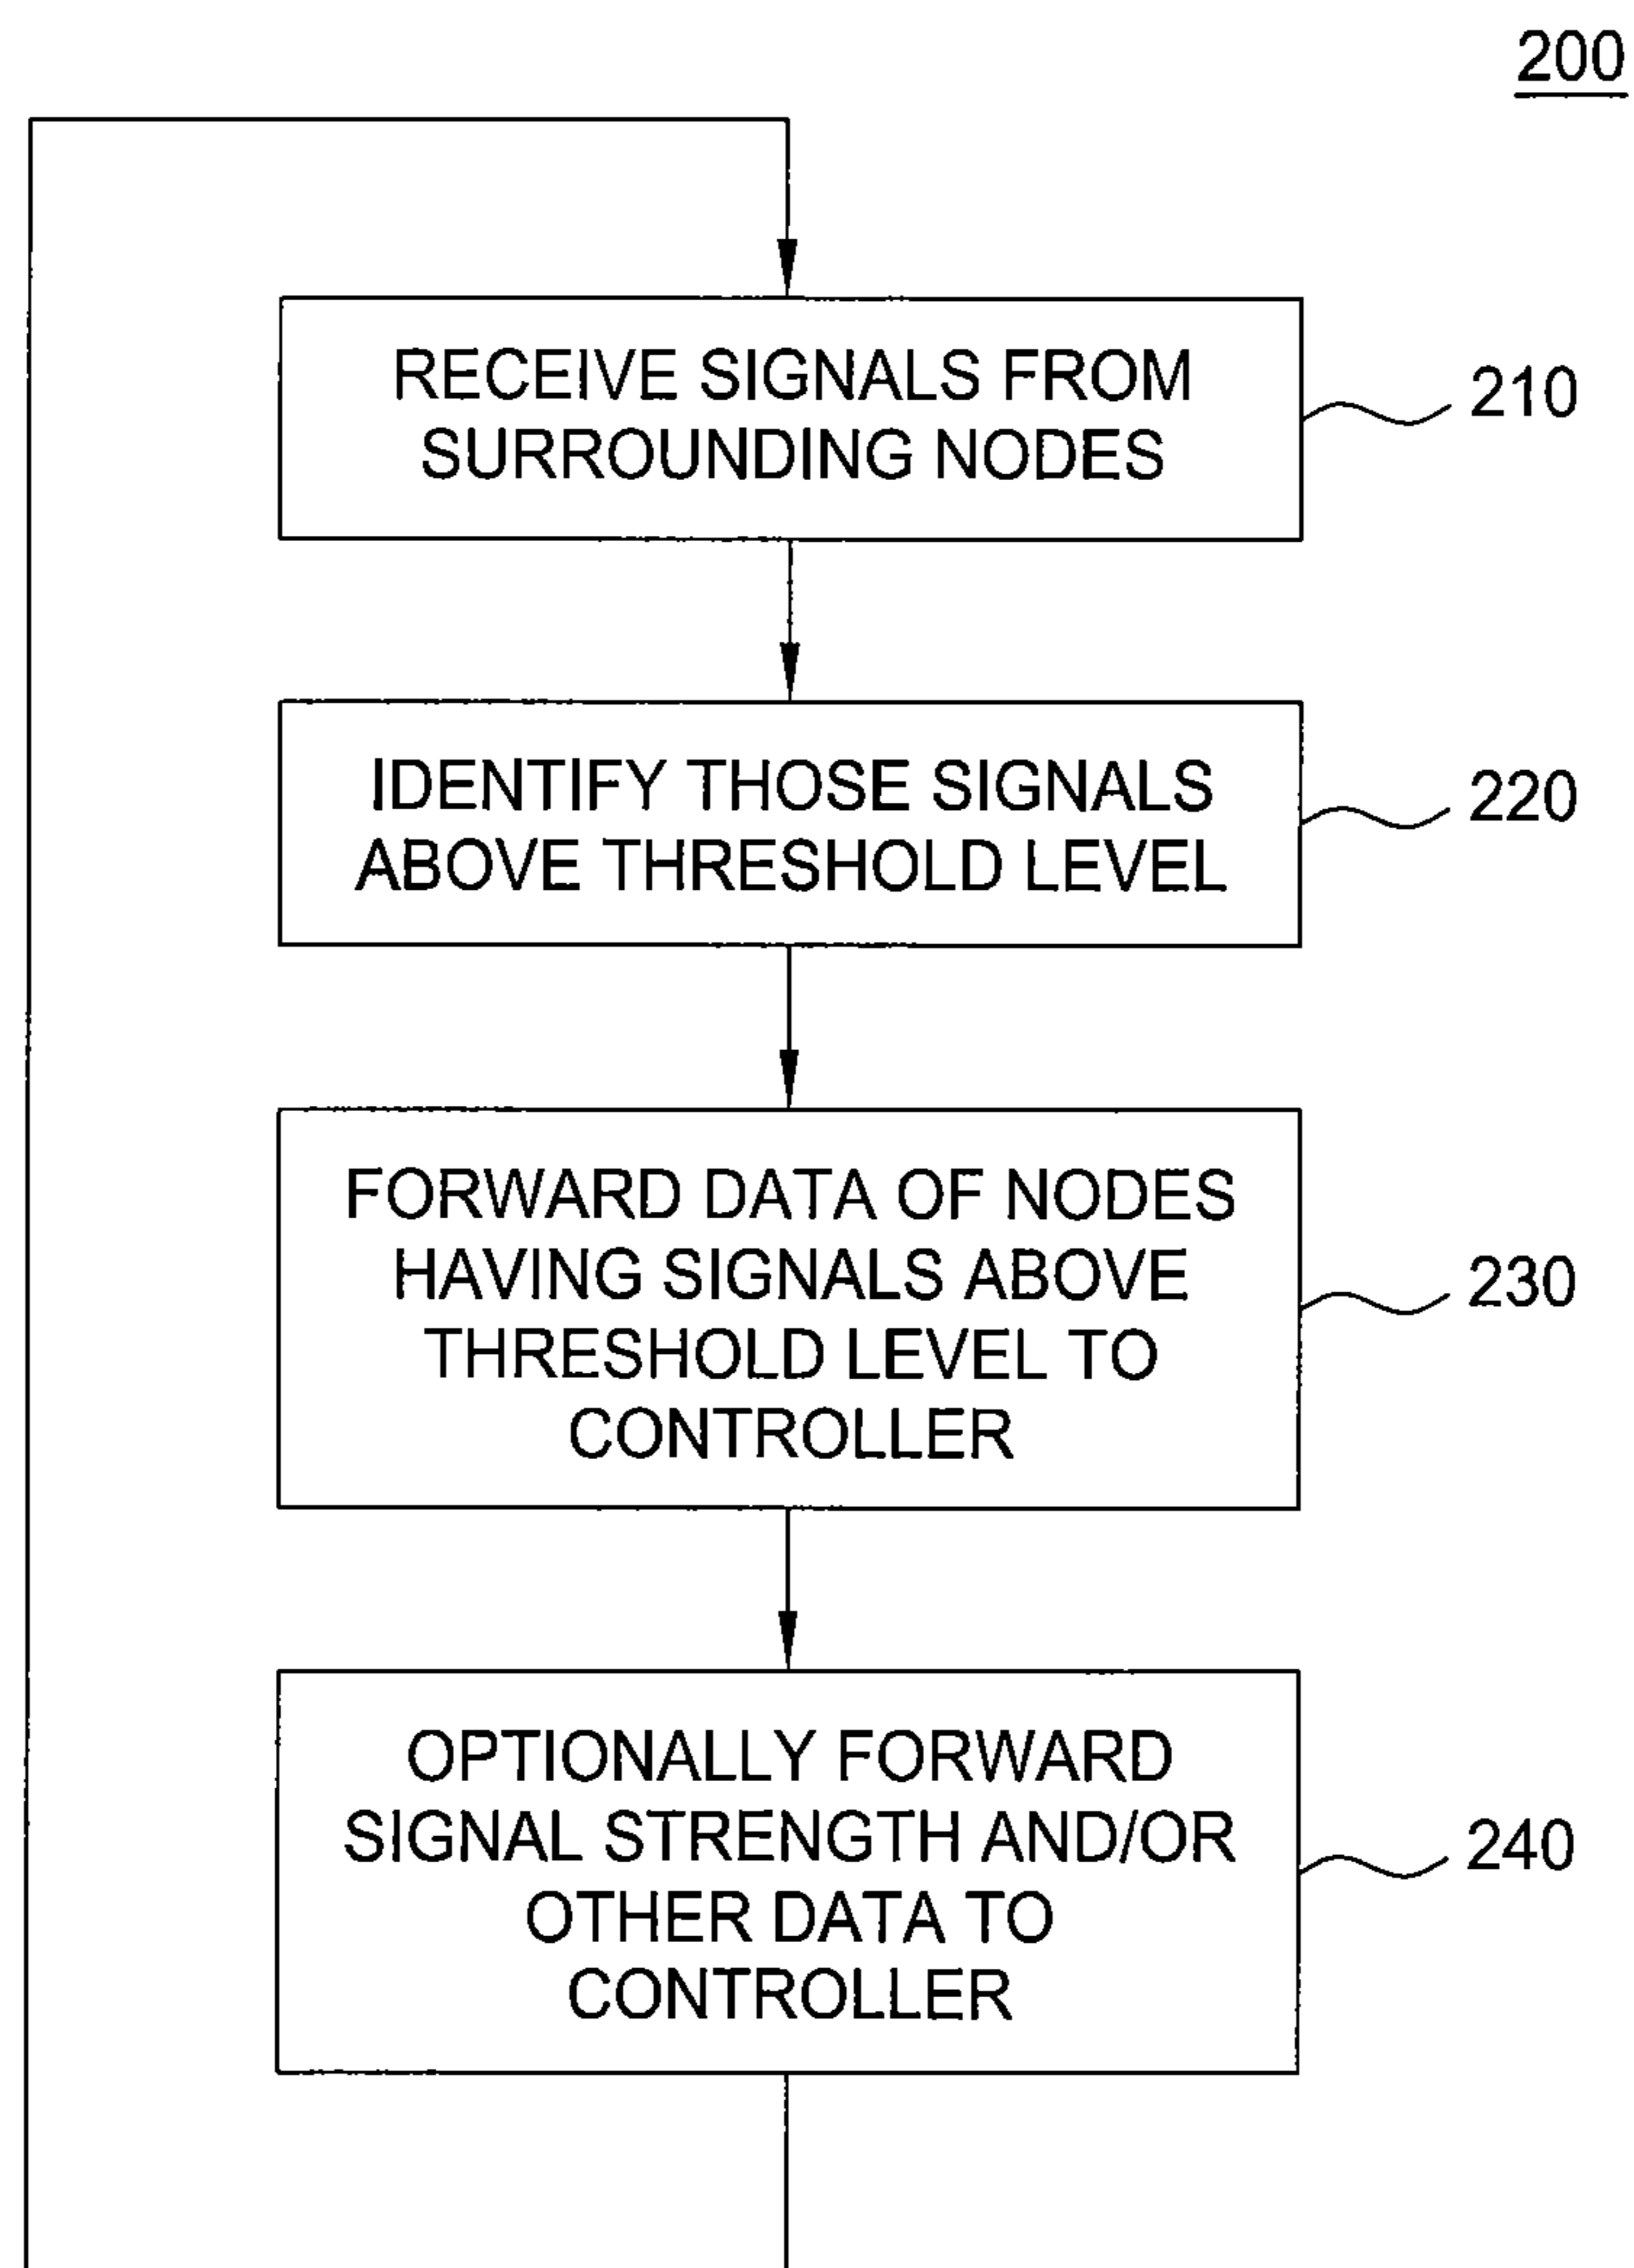 200
RECEIVE SIGNALS FROM
SURROUNDING NODES
210
IDENTIFY THOSE SIGNALS
ABOVE THRESHOLD LEVEL
220
FORWARD DATA OF NODES
HAVING SIGNALS ABOVE
THRESHOLD LEVEL TO
CONTROLLER
230
OPTIONALLY FORWARD
SIGNAL STRENGTH AND/OR
OTHER DATA TO
CONTROLLER
240